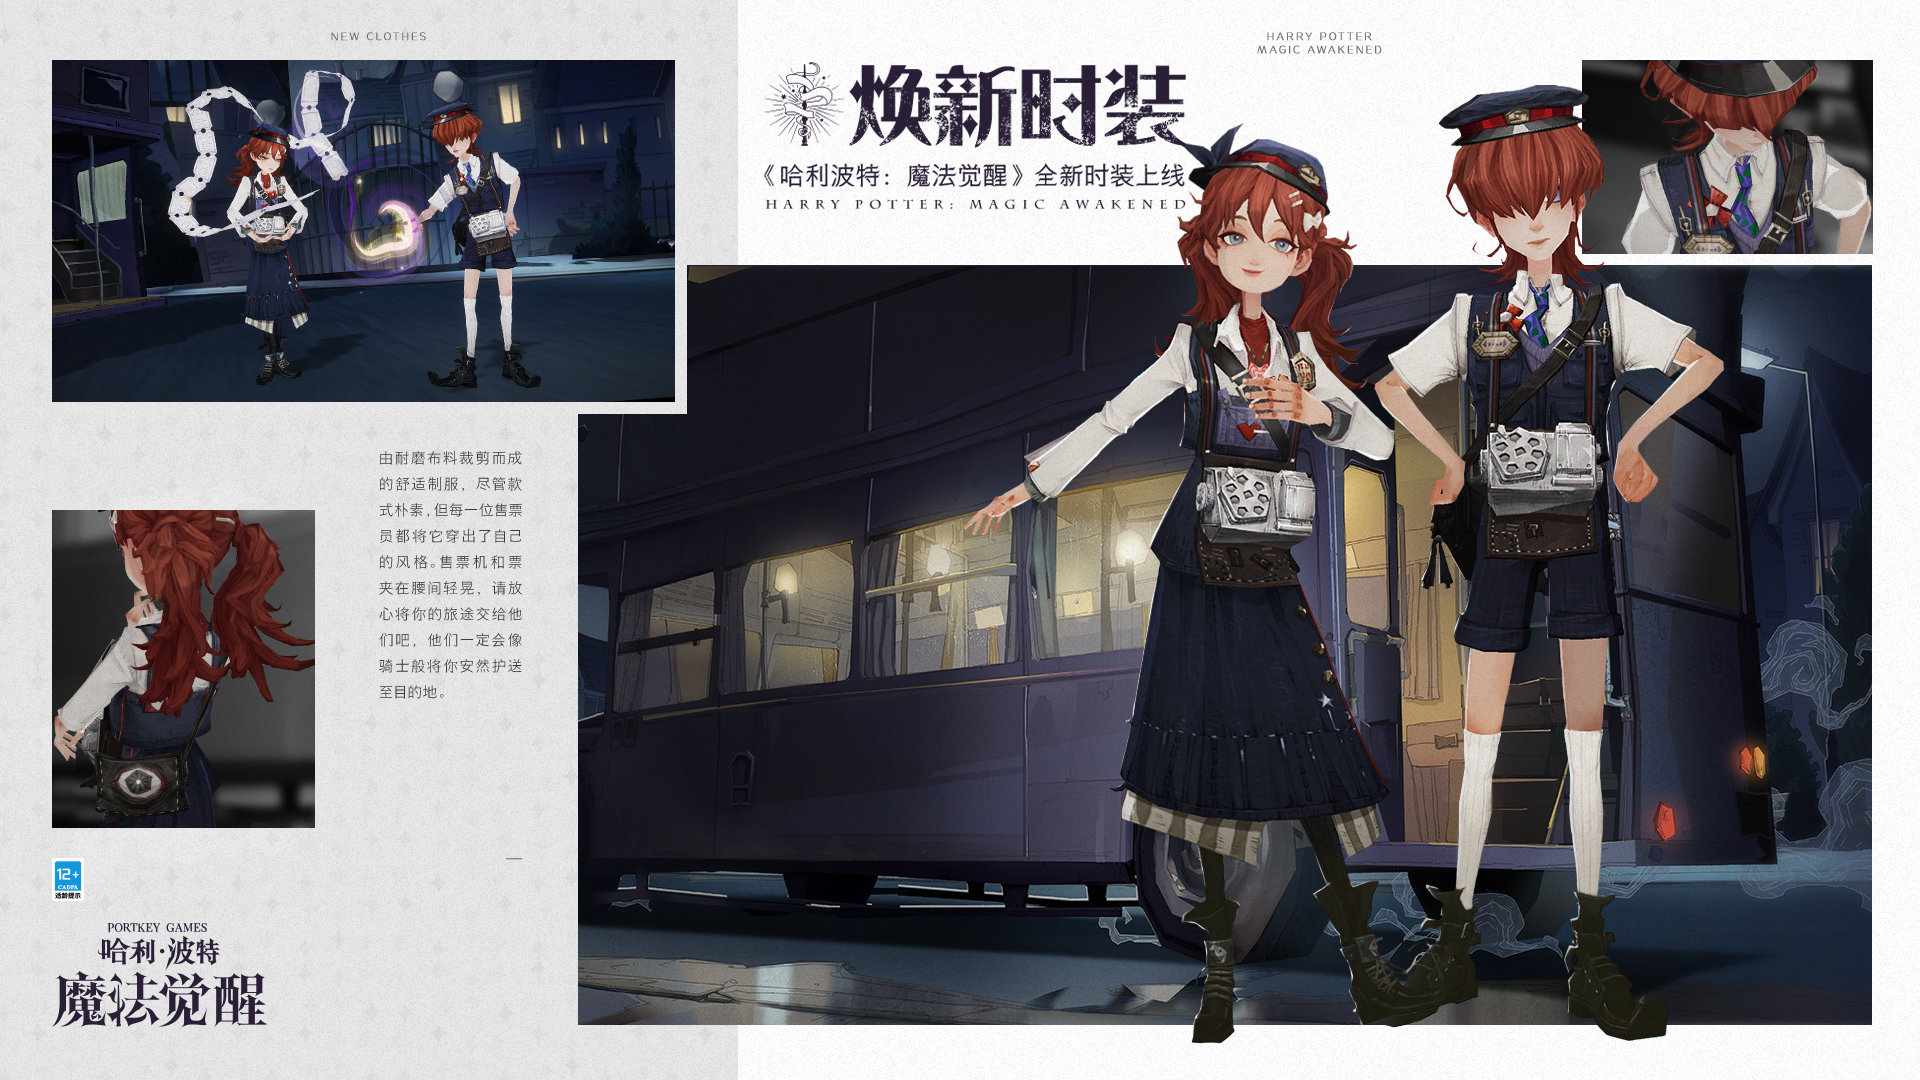 NEW CLOTHES
HARRY POTTER
MAGIC AWAKENED
焕新时装
《哈利波特：魔法觉醒》全新时装上线
HARRY POTTER: MAGIC AWAKENED
由耐磨布料裁剪而成
的舒适制服，尽管款
式朴素，但每一位售票
员都将它穿出了自己
的风格。售票机和票
夹在腰间轻晃，请放
心将你的旅途交给他
们吧，他们一定会像
骑士般将你安然护送
至目的地。
12+
CADPA
适龄提示
PORTKEY GAMES
哈利·波特
魔法觉醒